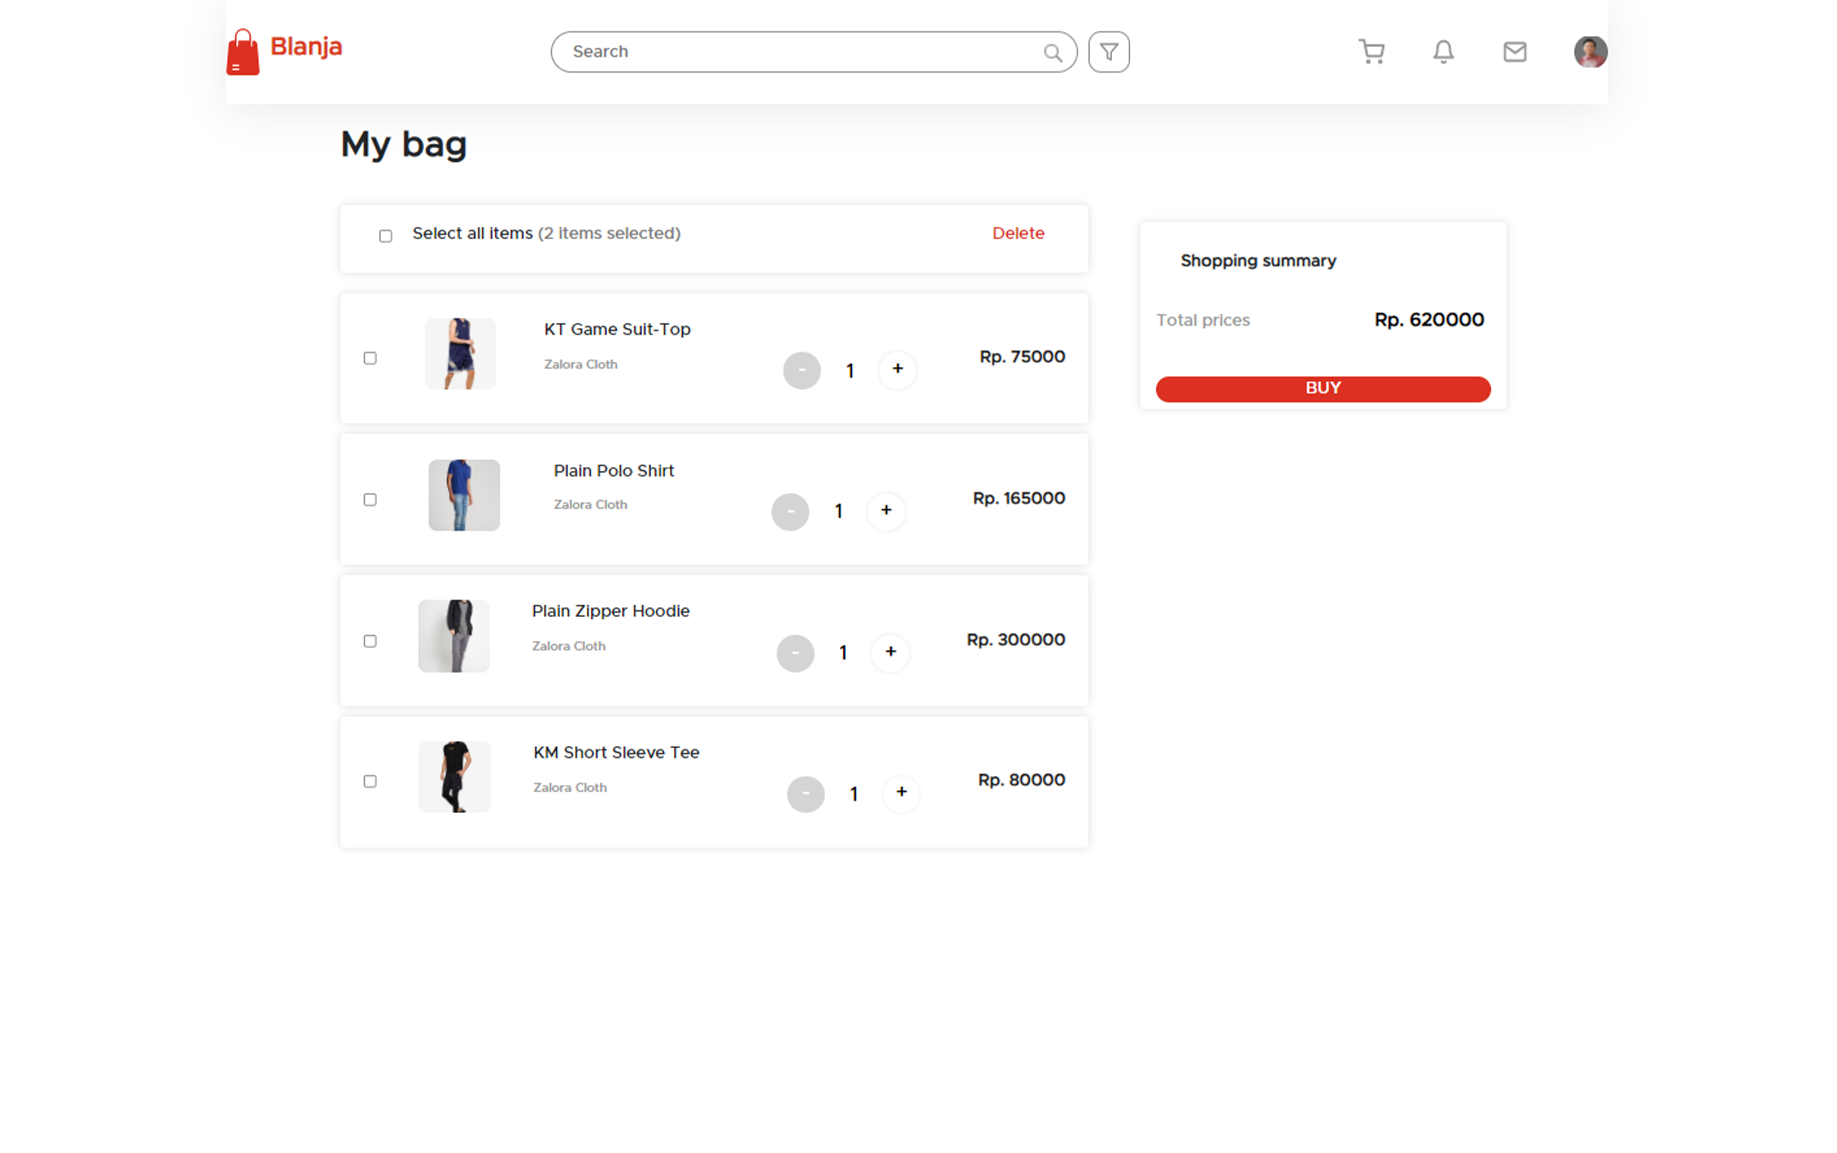 Blanja
Search
My bag
Select all items (2 items selected)
Delete
Shopping summary
Total prices
Rp. 620000
BUY
KT Game Suit-Top
Zalora Cloth
- 1 +
Rp. 75000
Plain Polo Shirt
Zalora Cloth
- 1 +
Rp. 165000
Plain Zipper Hoodie
Zalora Cloth
- 1 +
Rp. 300000
KM Short Sleeve Tee
Zalora Cloth
- 1 +
Rp. 80000